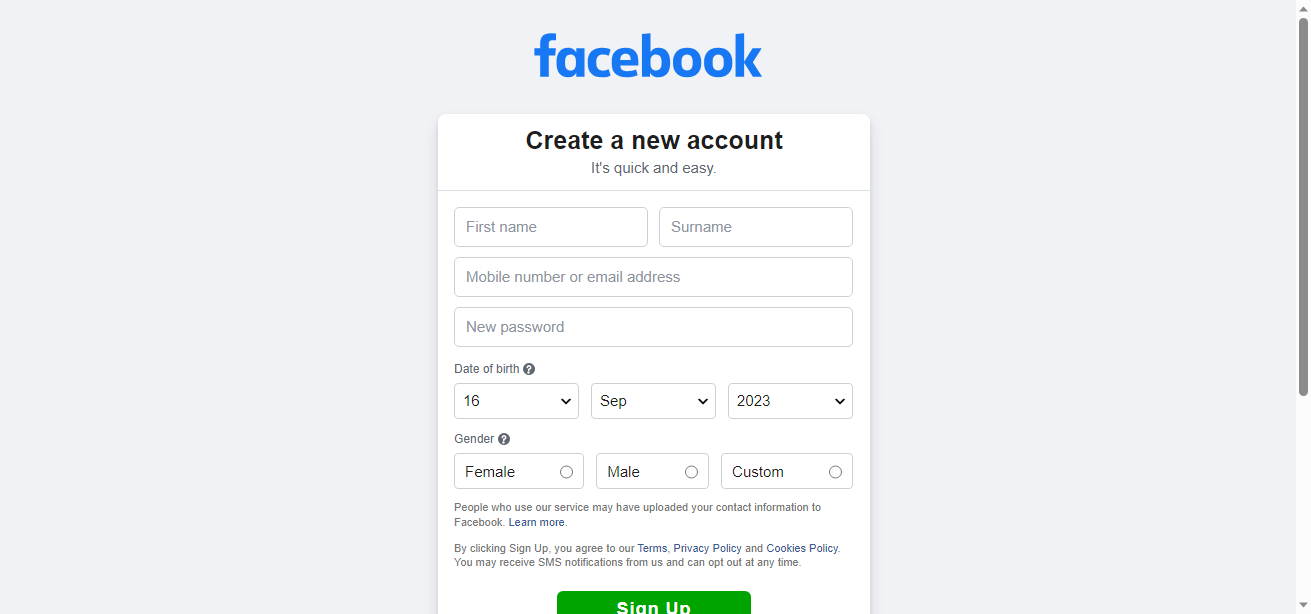 facebook
Create a new account
It's quick and easy.
First name Surname
Mobile number or email address
New password
Date of birth ?
16 Sep 2023
Gender ?
Female Male Custom
People who use our service may have uploaded your contact information to
Facebook. Learn more.
By clicking Sign Up, you agree to our Terms, Privacy Policy and Cookies Policy.
You may receive SMS notifications from us and can opt out at any time.
Sign Up